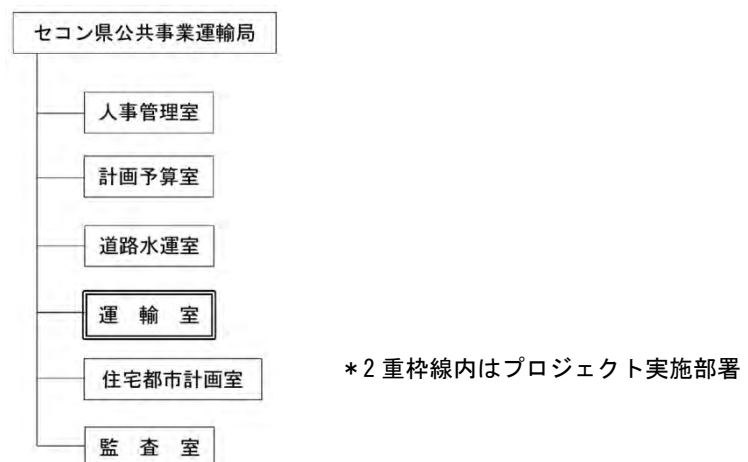 セコン県公共事業運輸局
人事管理室
計画予算室
道路水運室
運　輸　室
住宅都市計画室
＊2 重枠線内はプロジェクト実施部署
監　査　室